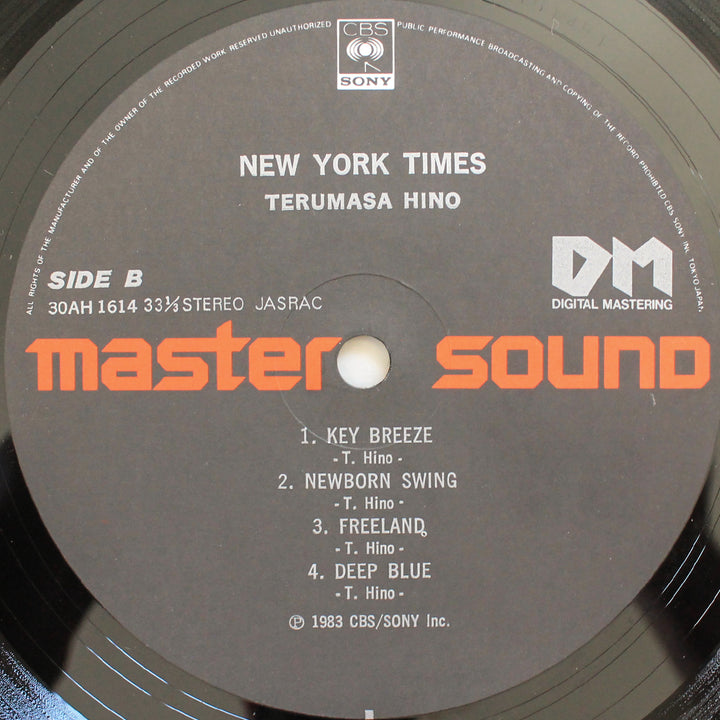 ALL RIGHTS OF THE MANUFACTURER AND OF THE OWNER OF THE RECORDED WORK RESERVED UNAUTHORIZED PUBLIC PERFORMANCE BROADCASTING AND COPYING OF THE RECORD PROHIBITED CBS SONY INC. TOKYO JAPAN
CBS
SONY
NEW YORK TIMES
TERUMASA HINO
SIDE B
30AH 1614 33⅓ STEREO JASRAC
DM
DIGITAL MASTERING
master sound
1. KEY BREEZE
- T. Hino -
2. NEWBORN SWING
- T. Hino -
3. FREELAND
- T. Hino -
4. DEEP BLUE
- T. Hino -
℗ 1983 CBS/SONY Inc.